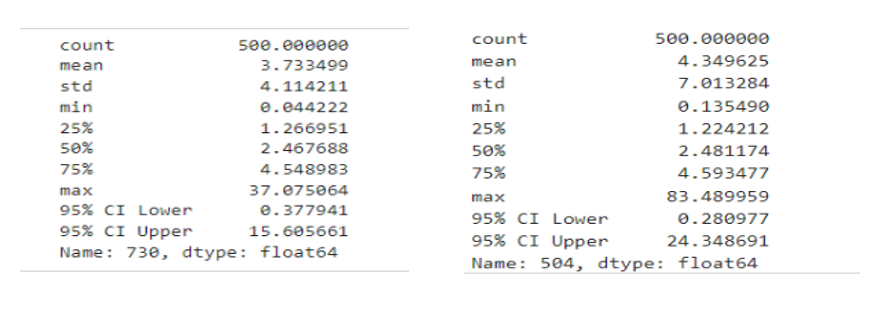 count 500.000000
mean 3.733499
std 4.114211
min 0.044222
25% 1.266951
50% 2.467688
75% 4.548983
max 37.075064
95% CI Lower 0.377941
95% CI Upper 15.605661
Name: 730, dtype: float64
count 500.000000
mean 4.349625
std 7.013284
min 0.135490
25% 1.224212
50% 2.481174
75% 4.593477
max 83.489959
95% CI Lower 0.280977
95% CI Upper 24.348691
Name: 504, dtype: float64